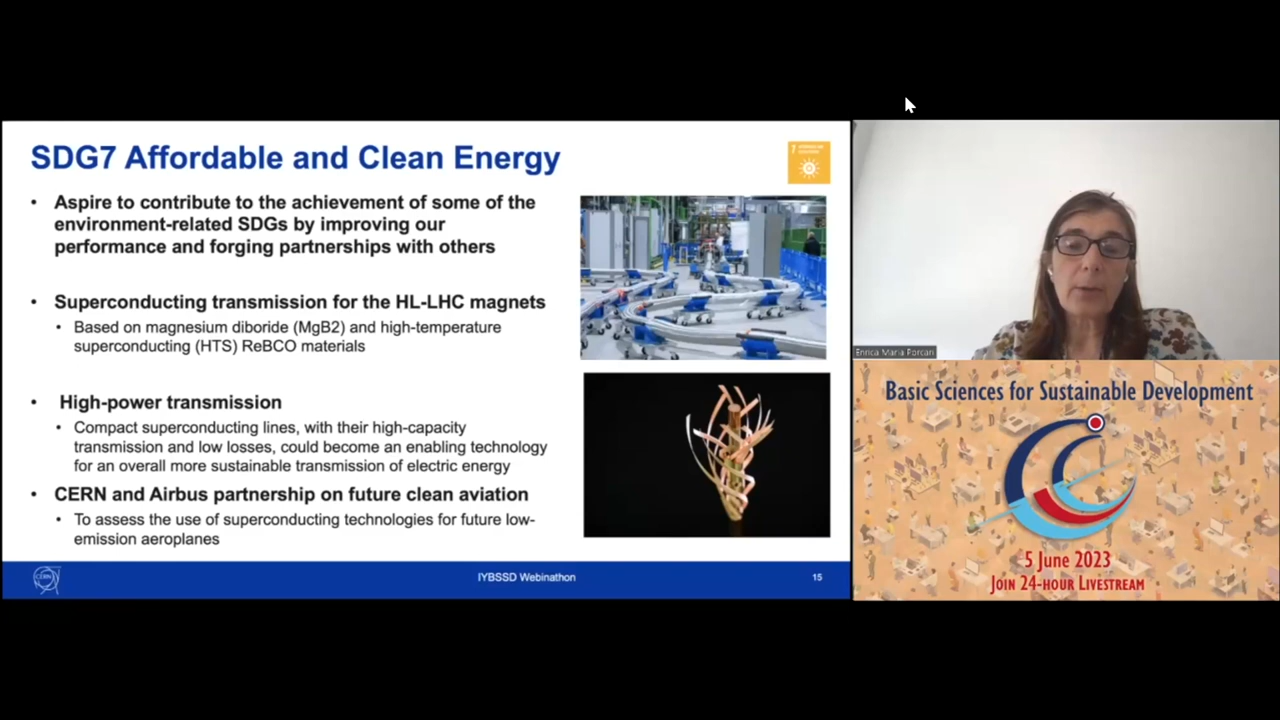 SDG7 Affordable and Clean Energy
7
• Aspire to contribute to the achievement of some of the
environment-related SDGs by improving our
performance and forging partnerships with others
• Superconducting transmission for the HL-LHC magnets
• Based on magnesium diboride (MgB2) and high-temperature
superconducting (HTS) ReBCO materials
• High-power transmission
• Compact superconducting lines, with their high-capacity
transmission and low losses, could become an enabling technology
for an overall more sustainable transmission of electric energy
• CERN and Airbus partnership on future clean aviation
• To assess the use of superconducting technologies for future low-
emission aeroplanes
CERN
IYBSSD Webinathon
15
Enrica Maria Porcari
Basic Sciences for Sustainable Development
5 June 2023
Join 24-hour Livestream